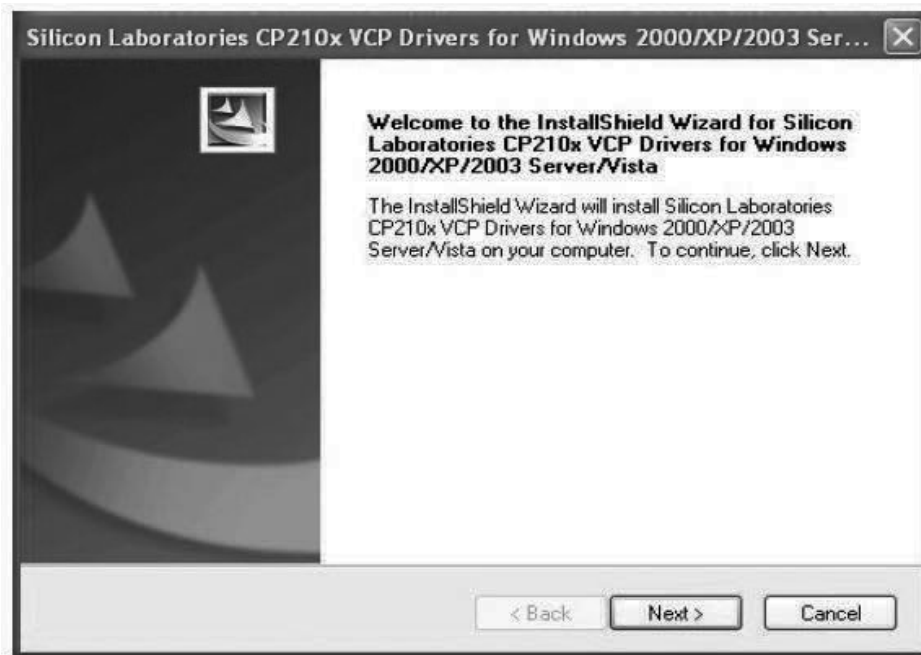 Silicon Laboratories CP210x VCP Drivers for Windows 2000/XP/2003 Ser...
Welcome to the InstallShield Wizard for Silicon
Laboratories CP210x VCP Drivers for Windows
2000/XP/2003 Server/Vista
The InstallShield Wizard will install Silicon Laboratories
CP210x VCP Drivers for Windows 2000/XP/2003
Server/Vista on your computer. To continue, click Next.
< Back
Next >
Cancel